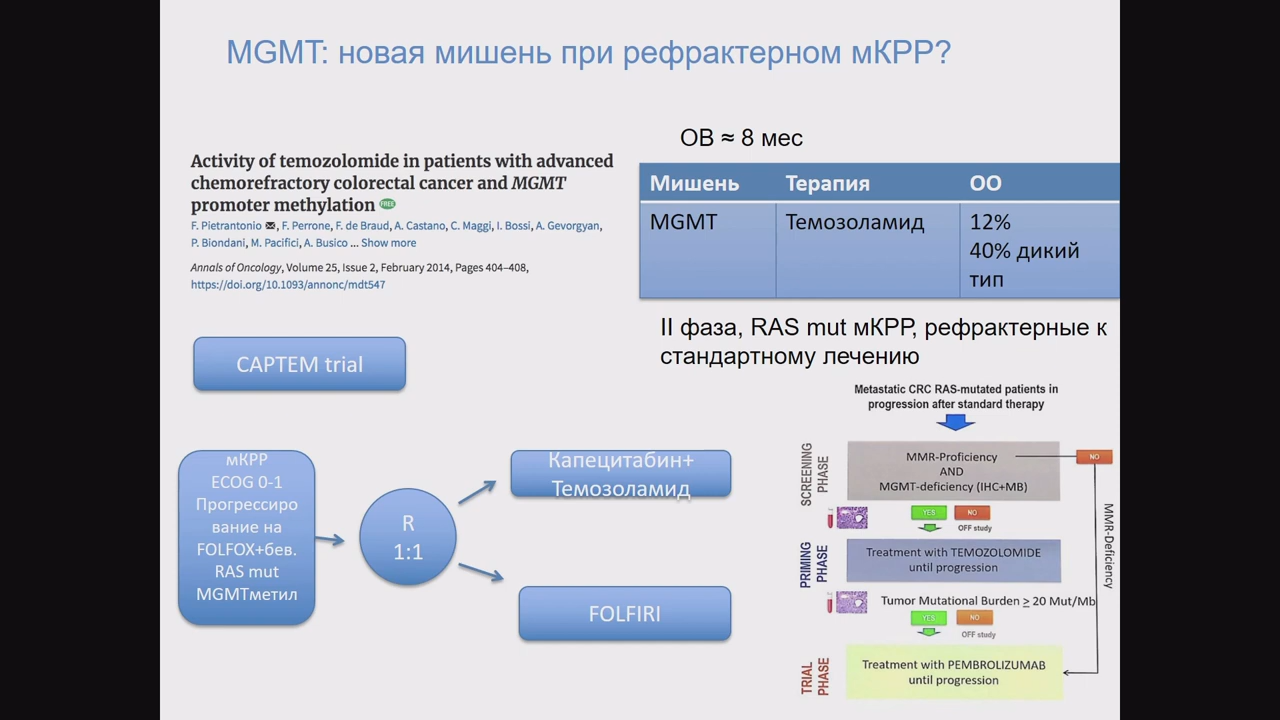 MGMT: новая мишень при рефрактерном мКРР?
Activity of temozolomide in patients with advanced
chemorefractory colorectal cancer and MGMT
promoter methylation FREE
F. Pietrantonio, F. Perrone, F. de Braud, A. Castano, C. Maggi, I. Bossi, A. Gevorgyan,
P. Biondani, M. Pacifici, A. Busico ... Show more
Annals of Oncology, Volume 25, Issue 2, February 2014, Pages 404–408,
https://doi.org/10.1093/annonc/mdt547
ОВ ≈ 8 мес
Мишень Терапия ОО
MGMT Темозоламид 12%
40% дикий
тип
II фаза, RAS mut мКРР, рефрактерные к
стандартному лечению
CAPTEM trial
мКРР
ECOG 0-1
Прогрессиро
вание на
FOLFOX+бев.
RAS mut
MGMTметил
R
1:1
Капецитабин+
Темозоламид
FOLFIRI
Metastatic CRC RAS-mutated patients in
progression after standard therapy
SCREENING
PHASE
MMR-Proficiency
AND
MGMT-deficiency (IHC+MB)
NO
YES NO
OFF study
MMR-Deficiency
PRIMING
PHASE
Treatment with TEMOZOLOMIDE
until progression
Tumor Mutational Burden ≥ 20 Mut/Mb
YES NO
OFF study
TRIAL
PHASE
Treatment with PEMBROLIZUMAB
until progression